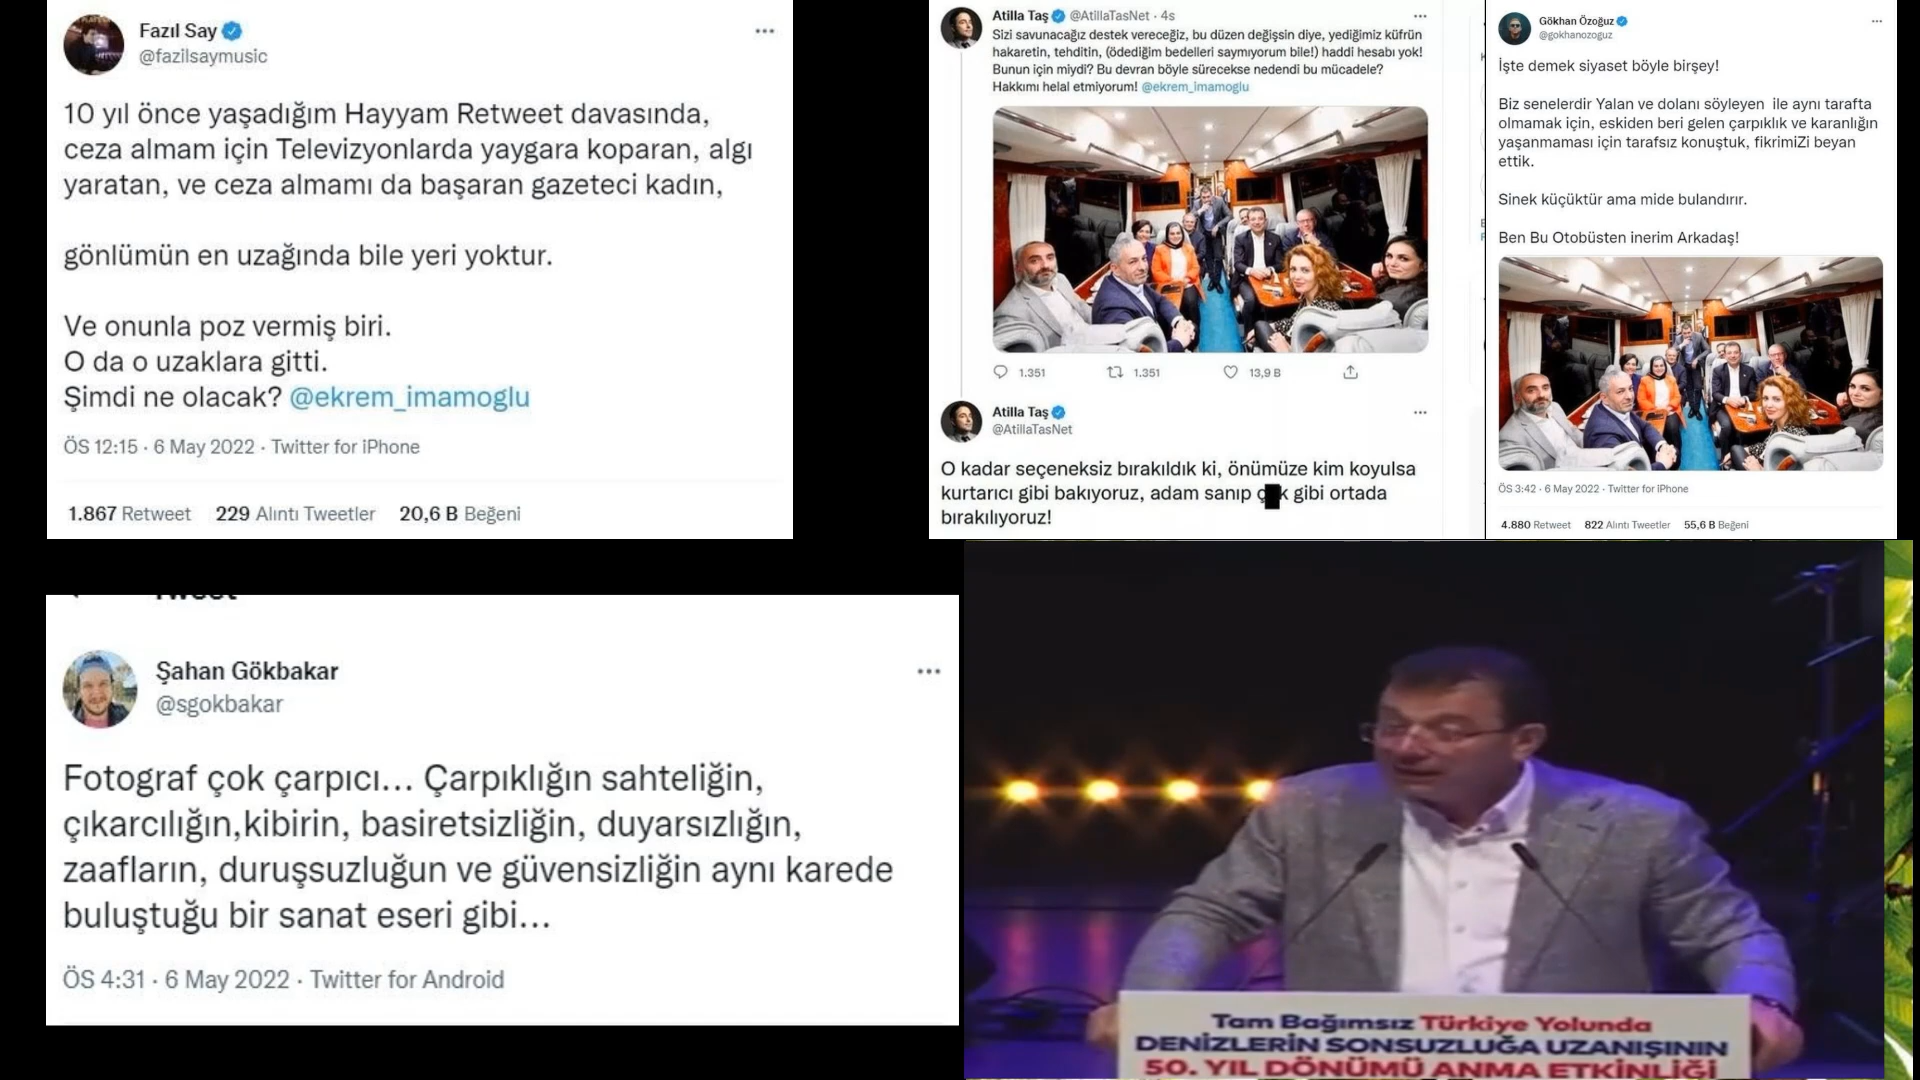 Fazıl Say
@fazilsaymusic
10 yıl önce yaşadığım Hayyam Retweet davasında,
ceza almam için Televizyonlarda yaygara koparan, algı
yaratan, ve ceza almamı da başaran gazeteci kadın,
gönlümün en uzağında bile yeri yoktur.
Ve onunla poz vermiş biri.
O da o uzaklara gitti.
Şimdi ne olacak? @ekrem_imamoglu
ÖS 12:15 · 6 May 2022 · Twitter for iPhone
1.867 Retweet 229 Alıntı Tweetler 20,6 B Beğeni
Atilla Taş @AtillaTasNet · 4s
Sizi savunacağız destek vereceğiz, bu düzen değişsin diye, yediğimiz küfrün
hakaretin, tehditin, (ödediğim bedelleri saymıyorum bile!) haddi hesabı yok!
Bunun için miydi? Bu devran böyle sürecekse nedendi bu mücadele?
Hakkımı helal etmiyorum! @ekrem_imamoglu
1.351 1.351 13,9 B
Atilla Taş
@AtillaTasNet
O kadar seçeneksiz bırakıldık ki, önümüze kim koyulsa
kurtarıcı gibi bakıyoruz, adam sanıp gibi ortada
bırakılıyoruz!
Gökhan Özoğuz
@gokhanozoguz
İşte demek siyaset böyle birşey!
Biz senelerdir Yalan ve dolanı söyleyen ile aynı tarafta
olmamak için, eskiden beri gelen çarpıklık ve karanlığın
yaşanmaması için tarafsız konuştuk, fikrimiZi beyan
ettik.
Sinek küçüktür ama mide bulandırır.
Ben Bu Otobüsten inerim Arkadaş!
ÖS 3:42 · 6 May 2022 · Twitter for iPhone
4.880 Retweet 822 Alıntı Tweetler 55,6 B Beğeni
Tweet
Şahan Gökbakar
@sgokbakar
Fotograf çok çarpıcı... Çarpıklığın sahteliğin,
çıkarcılığın,kibirin, basiretsizliğin, duyarsızlığın,
zaafların, duruşsuzluğun ve güvensizliğin aynı karede
buluştuğu bir sanat eseri gibi...
ÖS 4:31 · 6 May 2022 · Twitter for Android
Tam Bağımsız Türkiye Yolunda
DENİZLERİN SONSUZLUĞA UZANIŞININ
50. YIL DÖNÜMÜ ANMA ETKİNLİĞİ